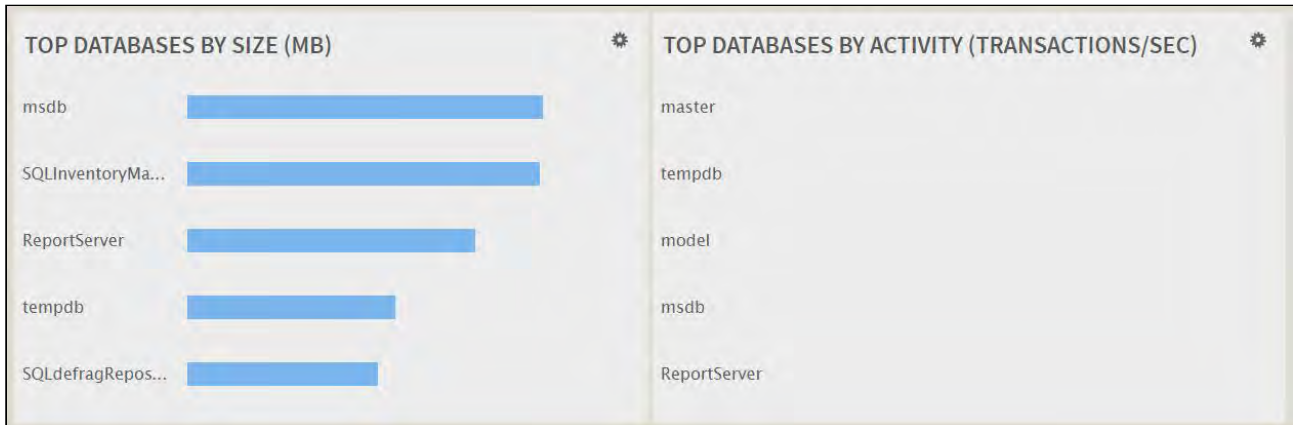 TOP DATABASES BY SIZE (MB)
msdb
SQLInventoryMa...
ReportServer
tempdb
SQLdefragRepos...
TOP DATABASES BY ACTIVITY (TRANSACTIONS/SEC)
master
tempdb
model
msdb
ReportServer